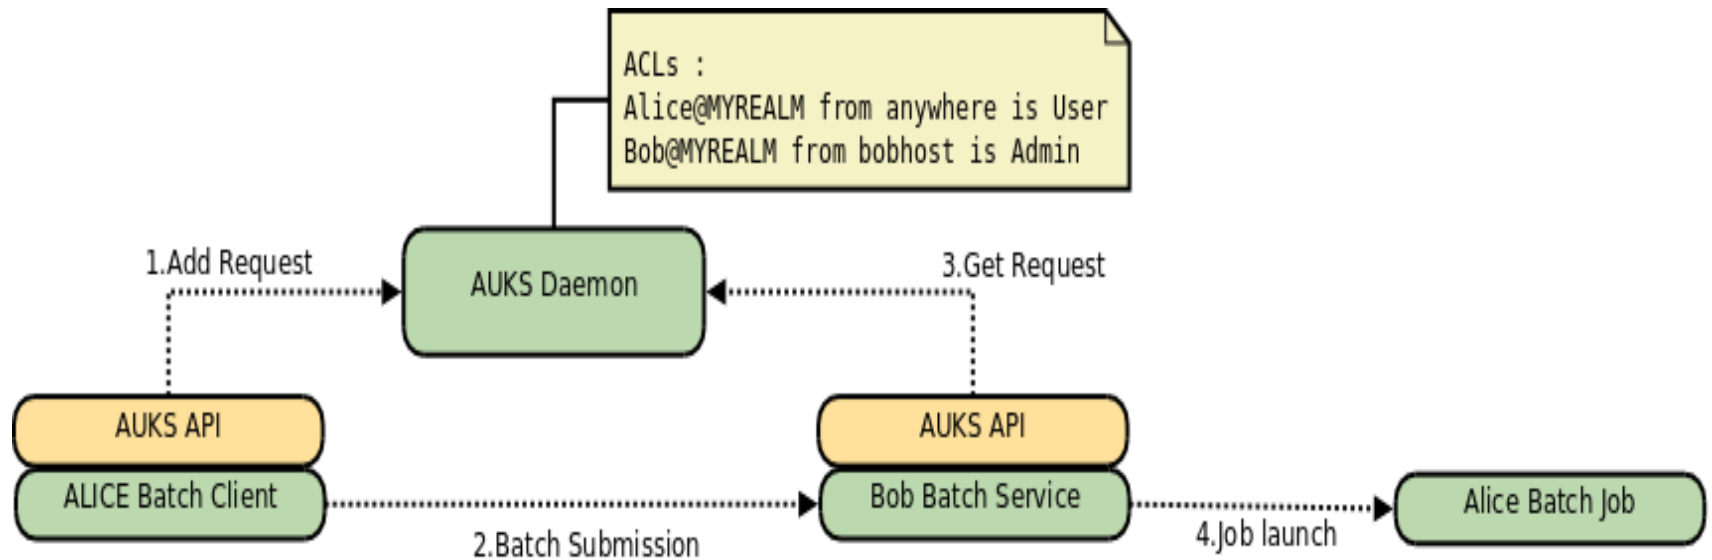 ACLs :
Alice@MYREALM from anywhere is User
Bob@MYREALM from bobhost is Admin
1.Add Request
AUKS Daemon
3.Get Request
AUKS API
AUKS API
ALICE Batch Client
2.Batch Submission
Bob Batch Service
4.Job launch
Alice Batch Job